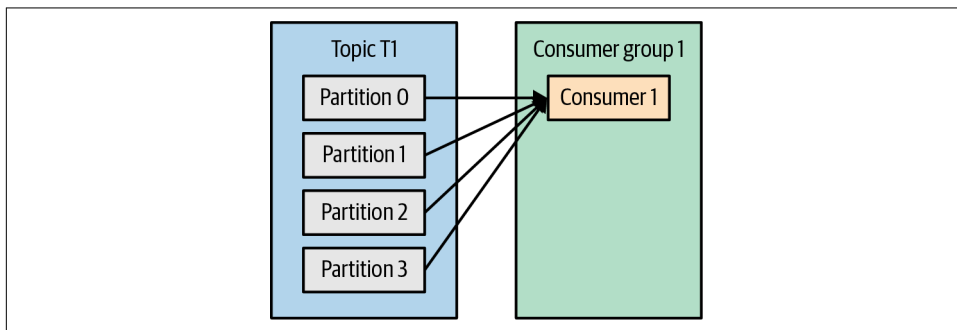 Topic T1
Partition 0
Partition 1
Partition 2
Partition 3
Consumer group 1
Consumer 1